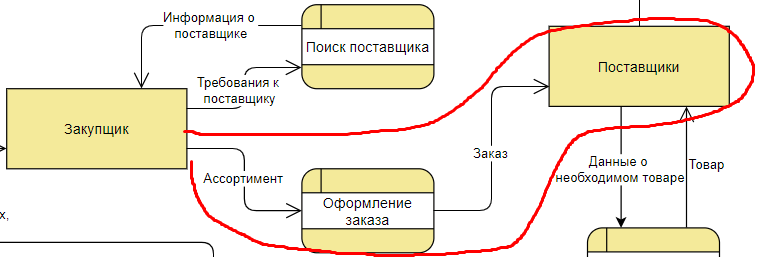 Информация о
поставщике
Поиск поставщика
Поставщики
Требования к
поставщику
Закупщик
Ассортимент
Заказ
Данные о
необходимом товаре
Товар
Оформление
заказа
х,